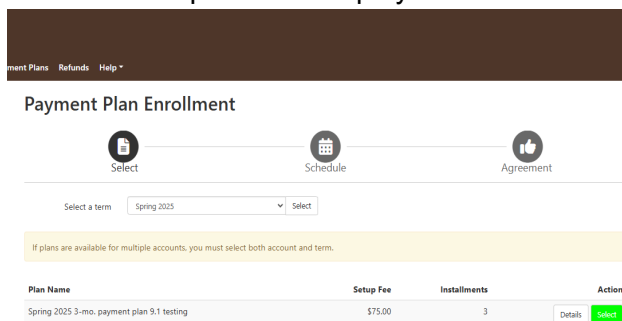 ment Plans Refunds Help
Payment Plan Enrollment
Select Schedule Agreement
Select a term Spring 2025 Select
If plans are available for multiple accounts, you must select both account and term.
Plan Name Setup Fee Installments Action
Spring 2025 3-mo. payment plan 9.1 testing $75.00 3 Details Select